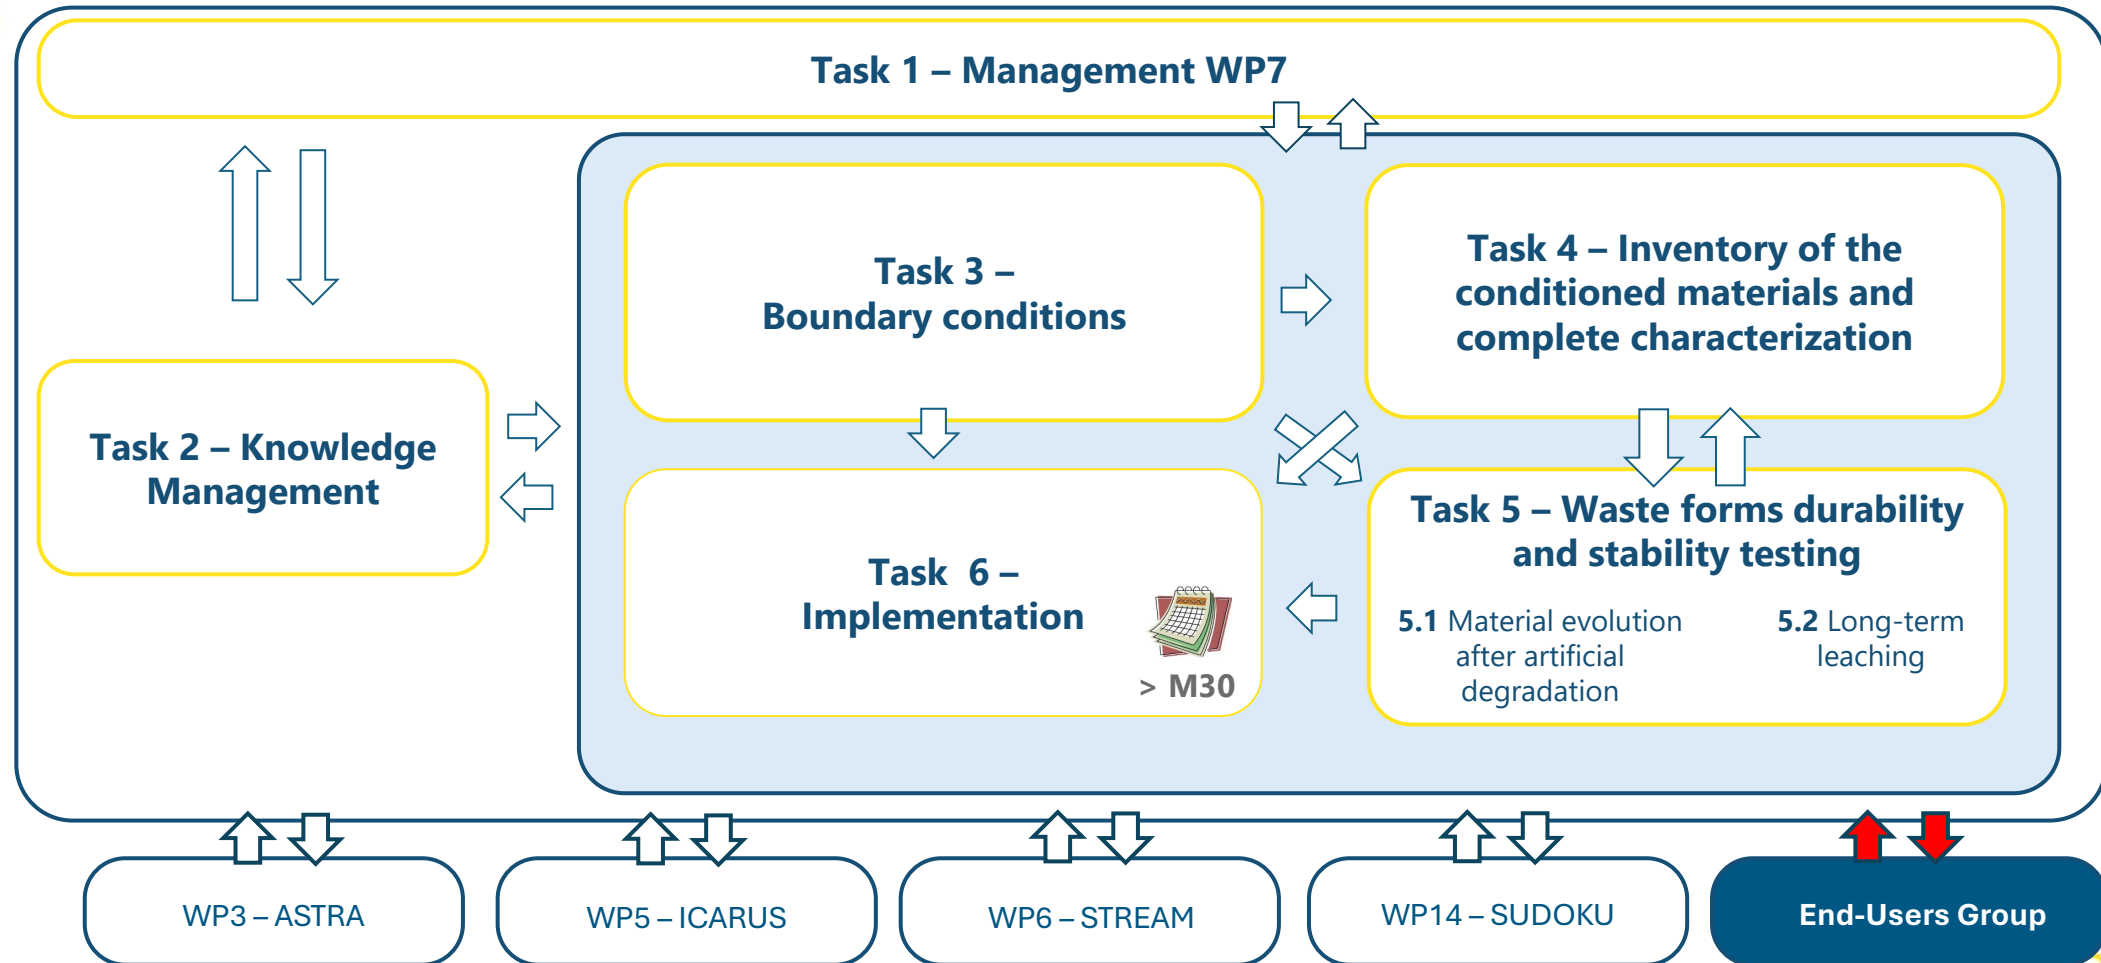 Task 1 – Management WP7
Task 3 –
Boundary conditions
Task 4 – Inventory of the
conditioned materials and
complete characterization
Task 2 – Knowledge
Management
Task  6 –
Implementation
> M30
Task 5 – Waste forms durability
and stability testing
5.1 Material evolution
after artificial
degradation
5.2 Long-term
leaching
WP3 – ASTRA
WP5 – ICARUS
WP6 – STREAM
WP14 – SUDOKU
End-Users Group